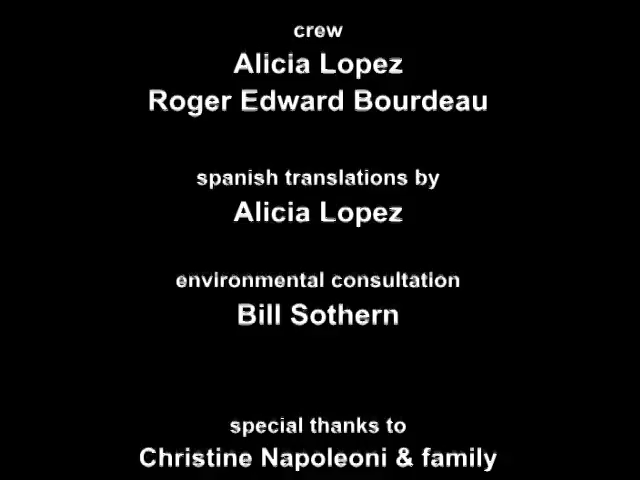 crew
Alicia Lopez
Roger Edward Bourdeau
spanish translations by
Alicia Lopez
environmental consultation
Bill Sothern
special thanks to
Christine Napoleoni & family